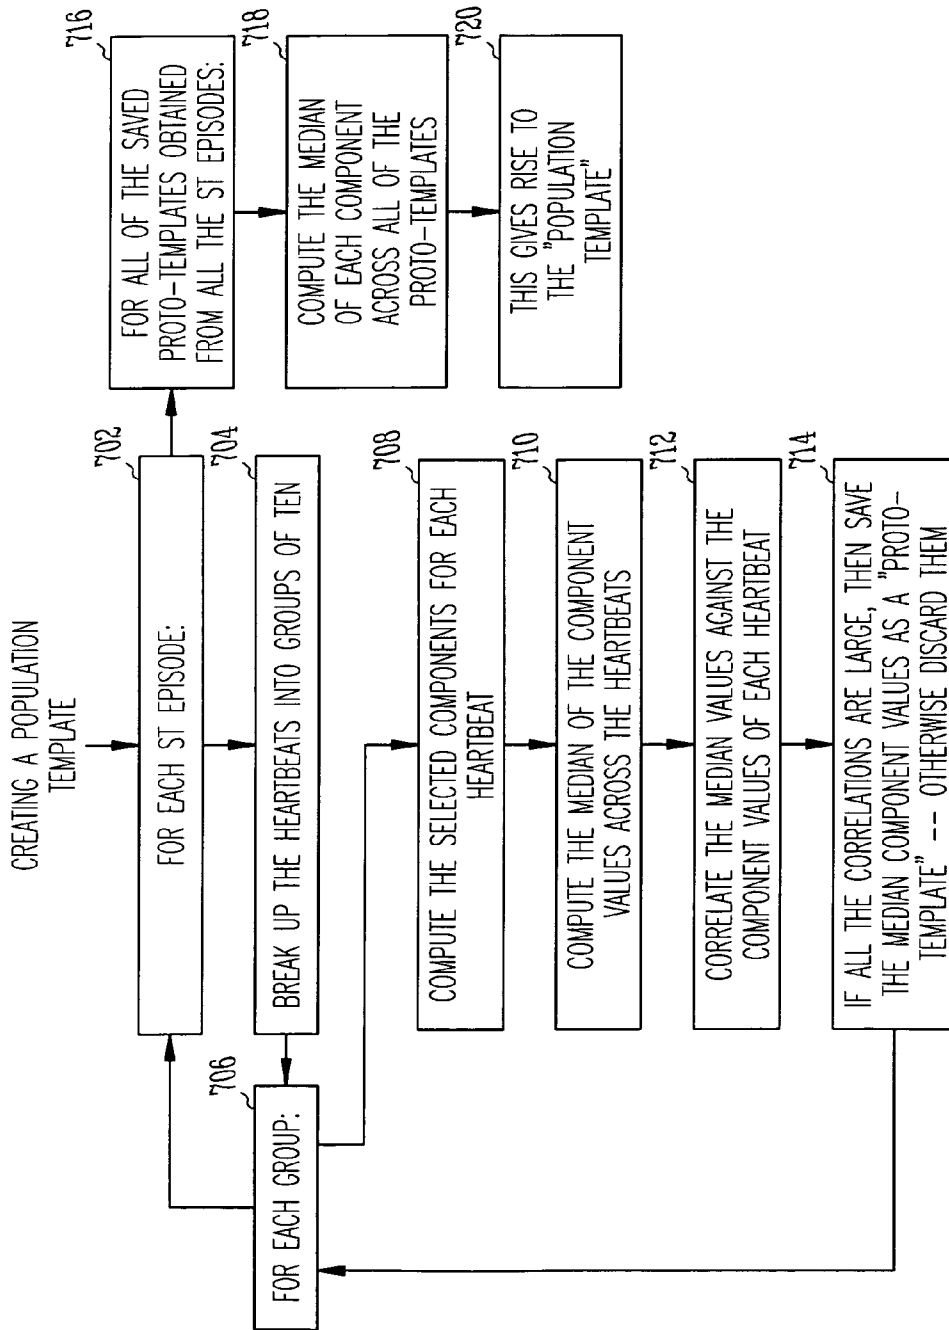 CREATING A POPULATION
TEMPLATE
702
FOR EACH ST EPISODE:
704
BREAK UP THE HEARTBEATS INTO GROUPS OF TEN
706
FOR EACH GROUP:
708
COMPUTE THE SELECTED COMPONENTS FOR EACH
HEARTBEAT
710
COMPUTE THE MEDIAN OF THE COMPONENT
VALUES ACROSS THE HEARTBEATS
712
CORRELATE THE MEDIAN VALUES AGAINST THE
COMPONENT VALUES OF EACH HEARTBEAT
714
IF ALL THE CORRELATIONS ARE LARGE, THEN SAVE
THE MEDIAN COMPONENT VALUES AS A "PROTO-
TEMPLATE" -- OTHERWISE DISCARD THEM
716
FOR ALL OF THE SAVED
PROTO-TEMPLATES OBTAINED
FROM ALL THE ST EPISODES:
718
COMPUTE THE MEDIAN
OF EACH COMPONENT
ACROSS ALL OF THE
PROTO-TEMPLATES
720
THIS GIVES RISE TO
THE "POPULATION
TEMPLATE"